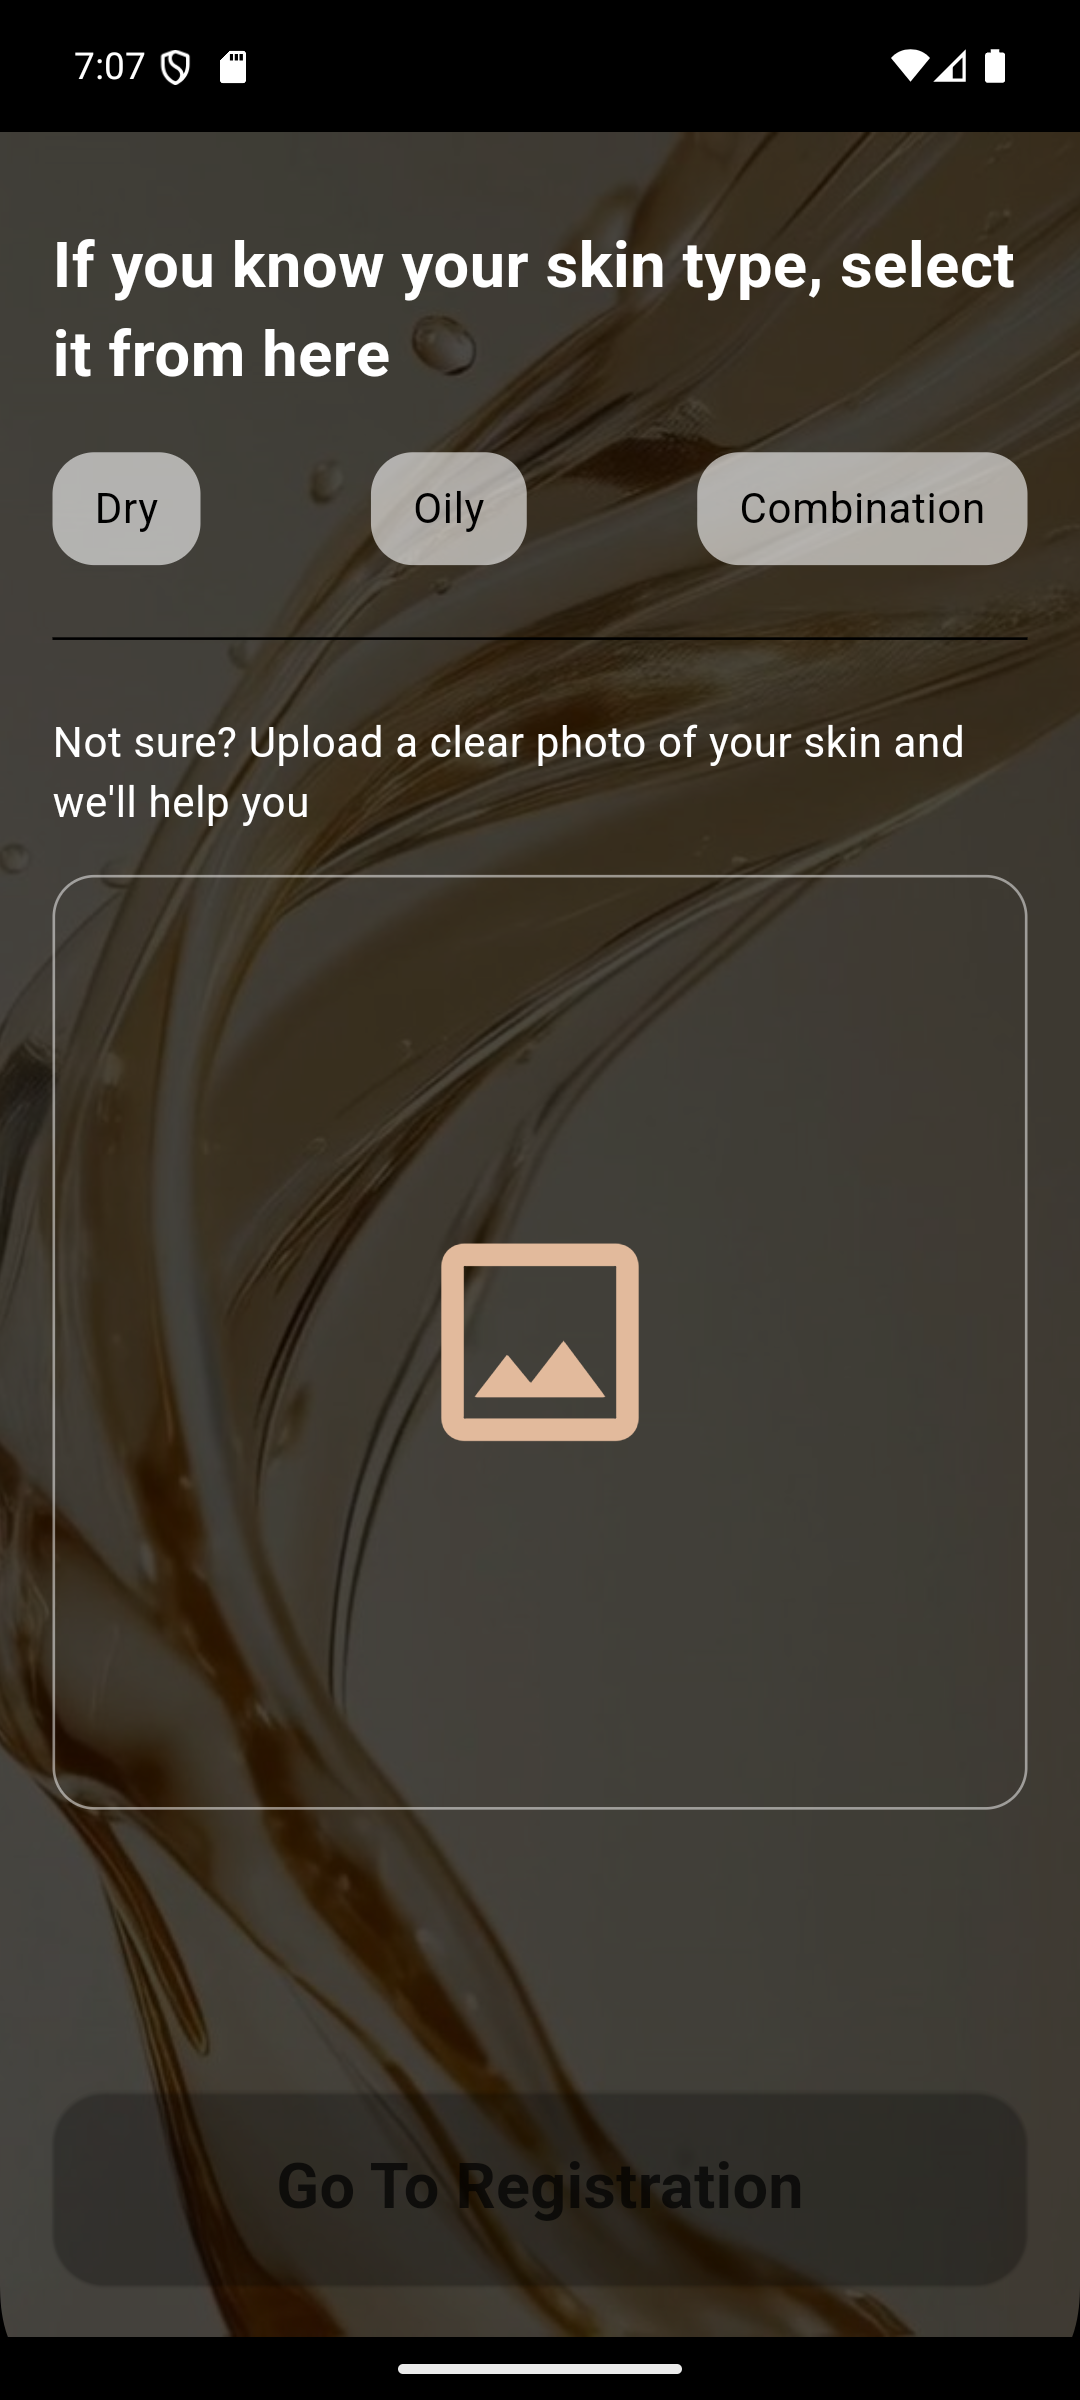 7:07
If you know your skin type, select
it from here
Dry Oily Combination
Not sure? Upload a clear photo of your skin and
we'll help you
Go To Registration